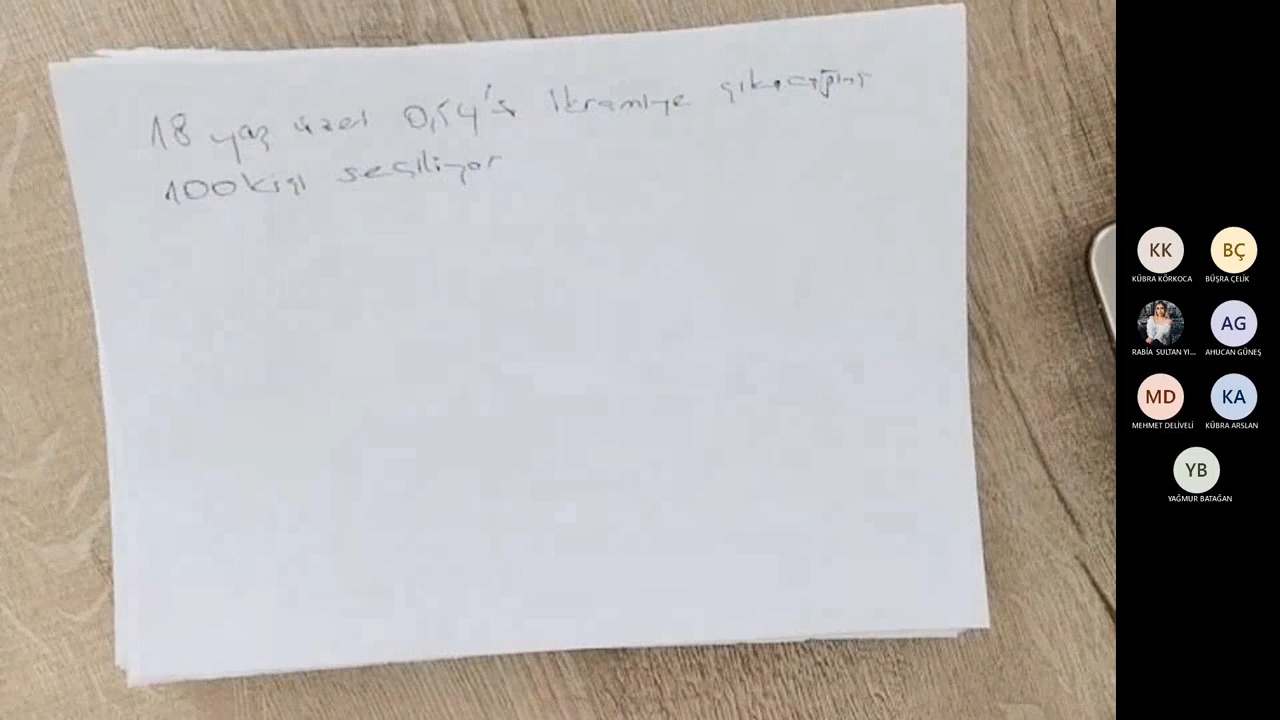 18 yaş üzeri 0,54'ü ikramiye çıkacağını
100 kişi seçiliyor
KK
BÇ
KÜBRA KÖRKOCA
BÜŞRA ÇELİK
AG
RABİA SULTAN YI...
AHUCAN GÜNEŞ
MD
KA
MEHMET DELİVELİ
KÜBRA ARSLAN
YB
YAĞMUR BATAĞAN